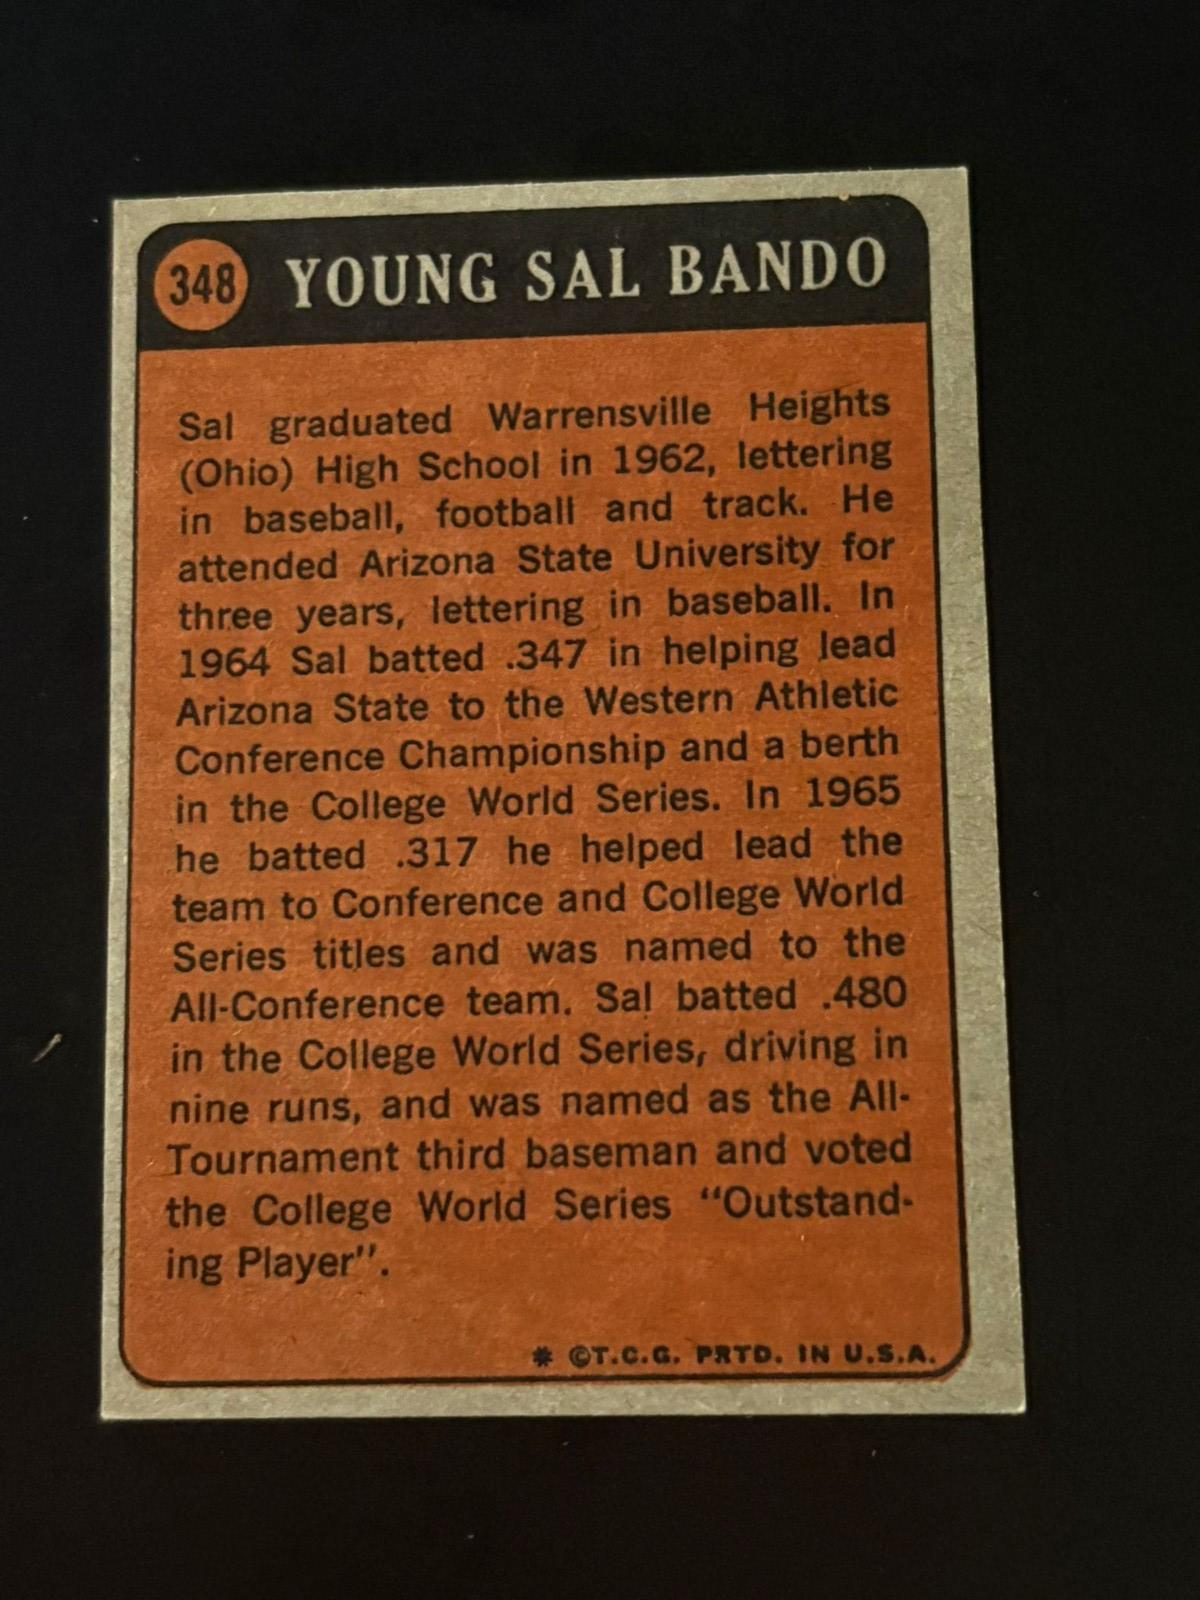 348 YOUNG SAL BANDO
Sal graduated Warrensville Heights
(Ohio) High School in 1962, lettering
in baseball, football and track. He
attended Arizona State University for
three years, lettering in baseball. In
1964 Sal batted .347 in helping lead
Arizona State to the Western Athletic
Conference Championship and a berth
in the College World Series. In 1965
he batted .317 he helped lead the
team to Conference and College World
Series titles and was named to the
All-Conference team. Sal batted .480
in the College World Series, driving in
nine runs, and was named as the All-
Tournament third baseman and voted
the College World Series "Outstand-
ing Player".
* ©T.C.G. PRTD. IN U.S.A.